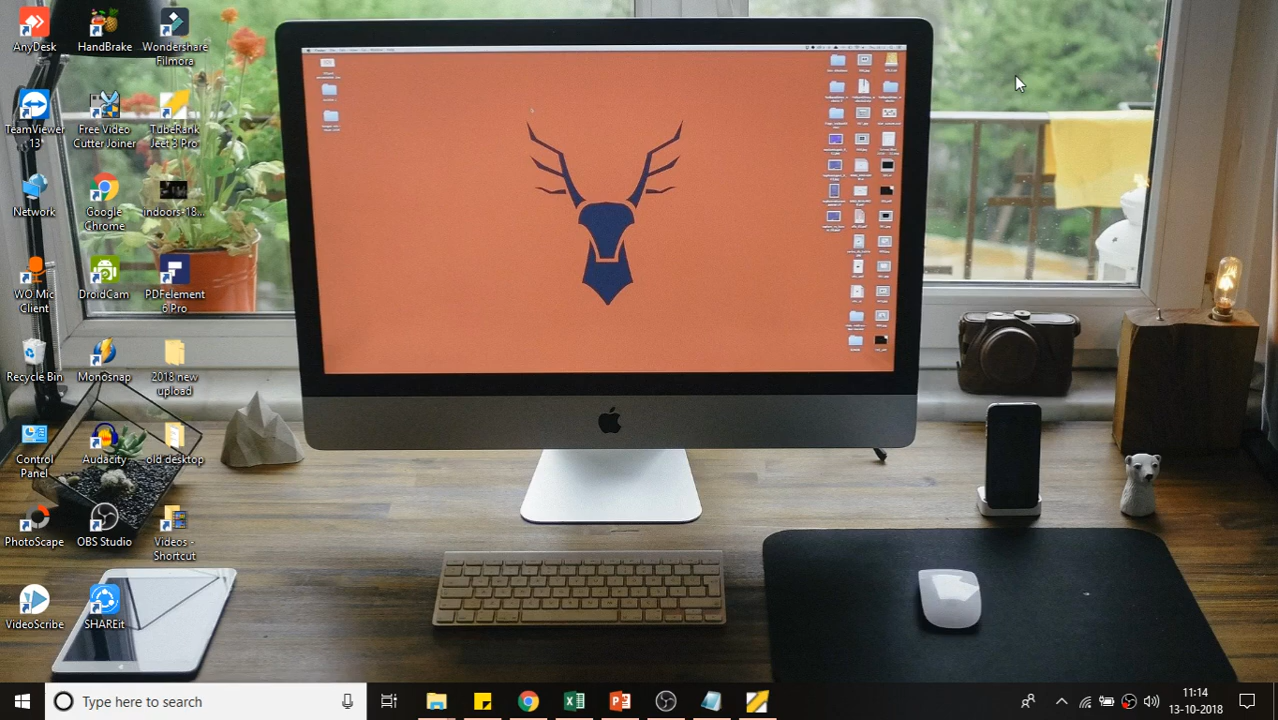 AnyDesk
HandBrake
Wondershare
Filmora
TeamViewer
13
Free Video
Cutter Joiner
TubeRank
Jeet 3 Pro
Network
Google
Chrome
indoors-18...
WO Mic
Client
DroidCam
PDFelement
6 Pro
Recycle Bin
Monosnap
2018 new
upload
Control
Panel
Audacity
old desktop
PhotoScape
OBS Studio
Videos -
Shortcut
VideoScribe
SHAREit
Type here to search
11:14
13-10-2018